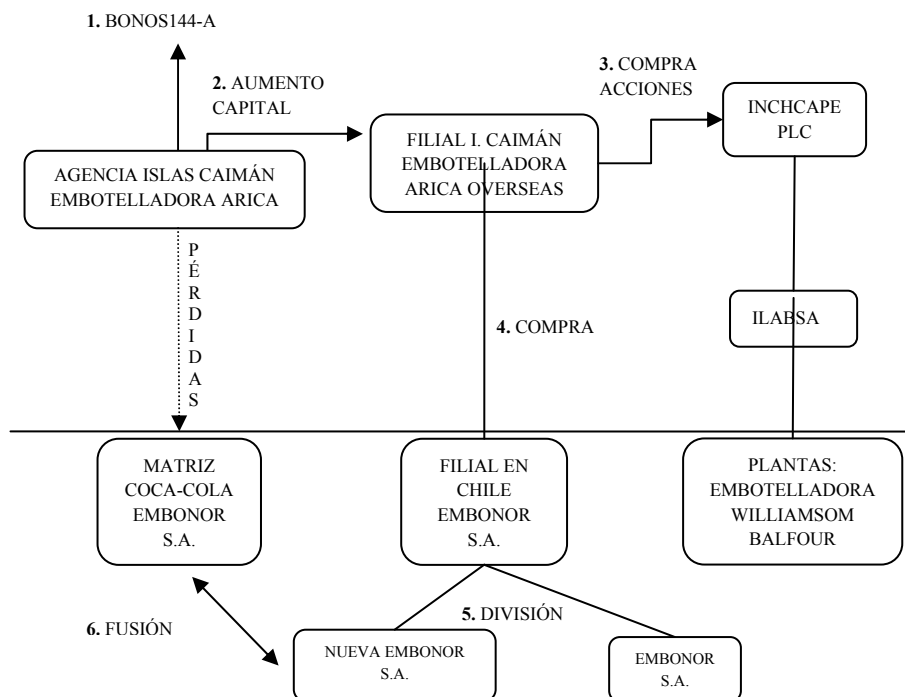 1. BONOS144-A
2. AUMENTO
CAPITAL
3. COMPRA
ACCIONES
AGENCIA ISLAS CAIMÁN
EMBOTELLADORA ARICA
FILIAL I. CAIMÁN
EMBOTELLADORA
ARICA OVERSEAS
INCHCAPE
PLC
P
É
R
D
I
D
A
S
4. COMPRA
ILABSA
MATRIZ
COCA-COLA
EMBONOR
S.A.
FILIAL EN
CHILE
EMBONOR
S.A.
PLANTAS:
EMBOTELLADORA
WILLIAMSOM
BALFOUR
6. FUSIÓN
5. DIVISIÓN
NUEVA EMBONOR
S.A.
EMBONOR
S.A.